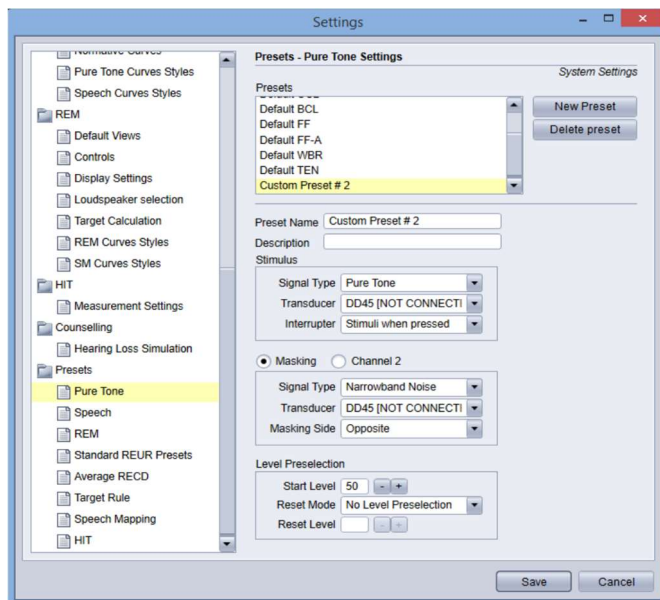 Settings
Normative Curves
Pure Tone Curves Styles
Speech Curves Styles
REM
Default Views
Controls
Display Settings
Loudspeaker selection
Target Calculation
REM Curves Styles
SM Curves Styles
HIT
Measurement Settings
Counselling
Hearing Loss Simulation
Presets
Pure Tone
Speech
REM
Standard REUR Presets
Average RECD
Target Rule
Speech Mapping
HIT
Presets - Pure Tone Settings
System Settings
Presets
Default BCL
Default FF
Default FF-A
Default WBR
Default TEN
Custom Preset # 2
New Preset
Delete preset
Preset Name Custom Preset # 2
Description
Stimulus
Signal Type Pure Tone
Transducer DD45 [NOT CONNECTI
Interrupter Stimuli when pressed
Masking Channel 2
Signal Type Narrowband Noise
Transducer DD45 [NOT CONNECTI
Masking Side Opposite
Level Preselection
Start Level 50 - +
Reset Mode No Level Preselection
Reset Level - +
Save Cancel